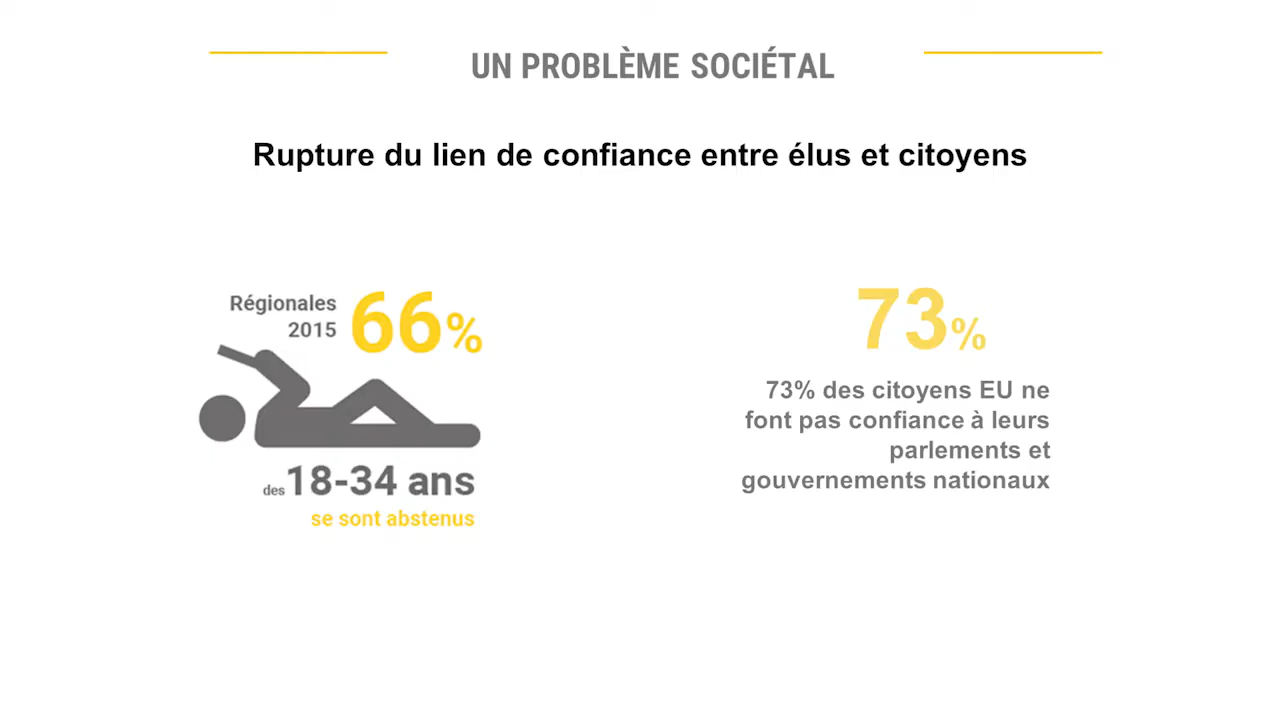 UN PROBLÈME SOCIÉTAL
Rupture du lien de confiance entre élus et citoyens
Régionales
2015
66%
des 18-34 ans
se sont abstenus
73%
73% des citoyens EU ne
font pas confiance à leurs
parlements et
gouvernements nationaux